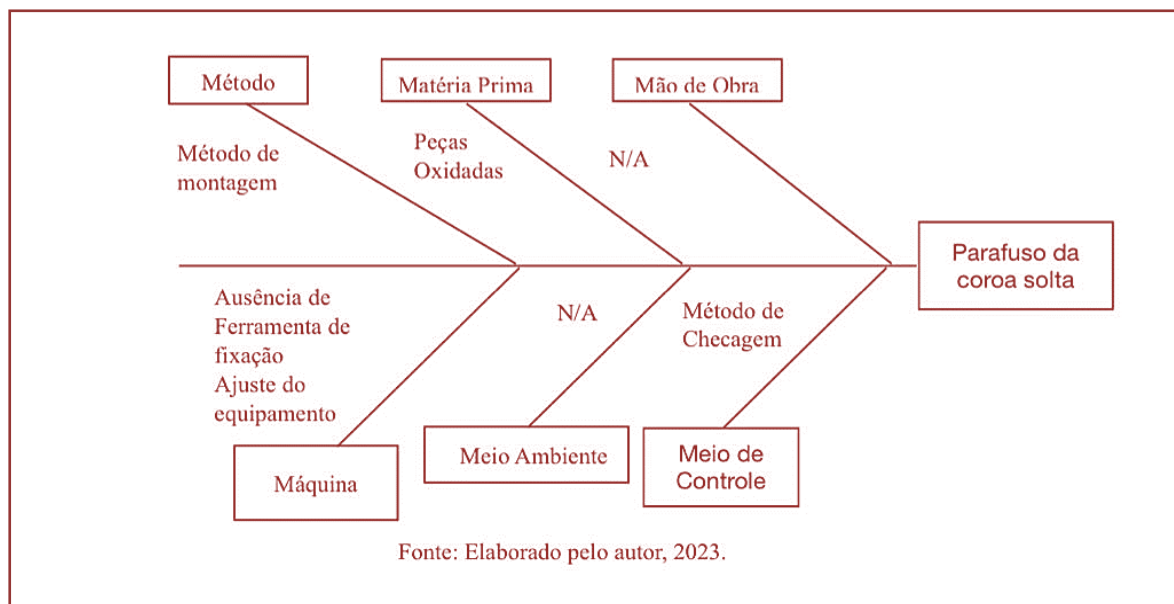 Método
Matéria Prima
Mão de Obra
Método de
montagem
Peças
Oxidadas
N/A
Parafuso da
coroa solta
Ausência de
Ferramenta de
fixação
Ajuste do
equipamento
N/A
Método de
Checagem
Máquina
Meio Ambiente
Meio de
Controle
Fonte: Elaborado pelo autor, 2023.